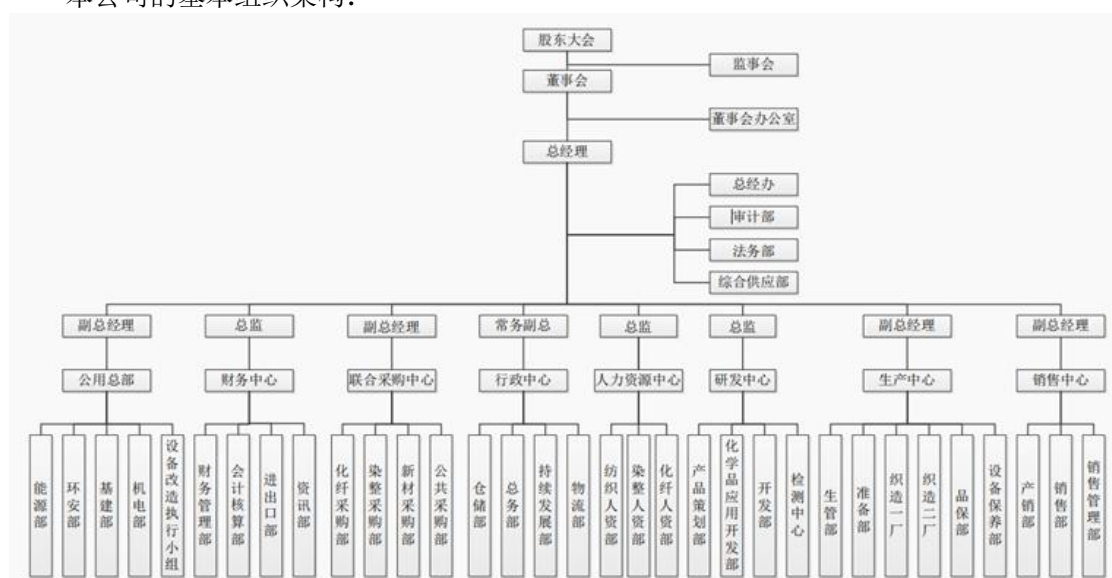 本公司的基本组织架构：
股东大会
监事会
董事会
董事会办公室
总经理
总经办
审计部
法务部
综合供应部
副总经理
总监
副总经理
常务副总
总监
总监
副总经理
副总经理
公用总部
财务中心
联合采购中心
行政中心
人力资源中心
研发中心
生产中心
销售中心
能源部
环安部
基建部
机电部
设备改造执行小组
财务管理部
会计核算部
进出口部
资讯部
化纤采购部
染整采购部
新材采购部
公共采购部
仓储部
总务部
持续发展部
物流部
纺织人资部
染整人资部
化纤人资部
产品策划部
化学品应用开发部
开发部
检测中心
生管部
准备部
织造一厂
织造二厂
品保部
设备保养部
产销部
销售部
销售管理部